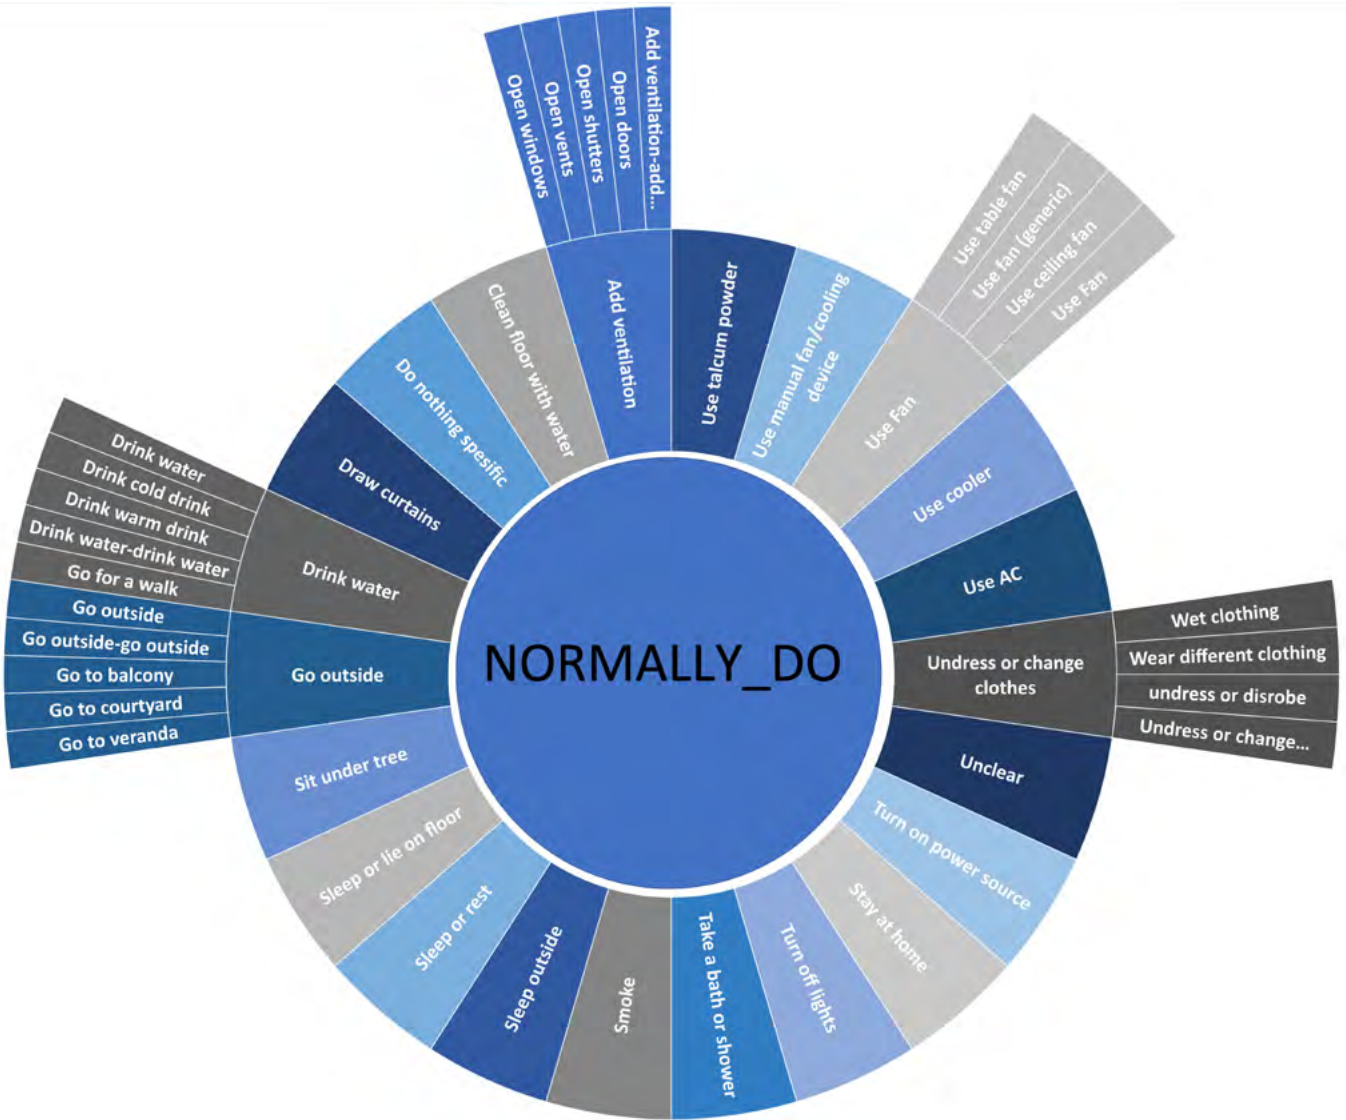 NORMALLY_DO
Add ventilation
Open windows
Open vents
Open shutters
Open doors
Add ventilation-add...
Use talcum powder
Use manual fan/cooling
device
Use Fan
Use table fan
Use fan (generic)
Use ceiling fan
Use Fan
Use cooler
Use AC
Undress or change
clothes
Wet clothing
Wear different clothing
undress or disrobe
Undress or change...
Unclear
Turn on power source
Stay at home
Turn off lights
Take a bath or shower
Smoke
Sleep outside
Sleep or rest
Sleep or lie on floor
Sit under tree
Go outside
Go outside
Go outside-go outside
Go to balcony
Go to courtyard
Go to veranda
Drink water
Drink water
Drink cold drink
Drink warm drink
Drink water-drink water
Go for a walk
Draw curtains
Do nothing spesific
Clean floor with water